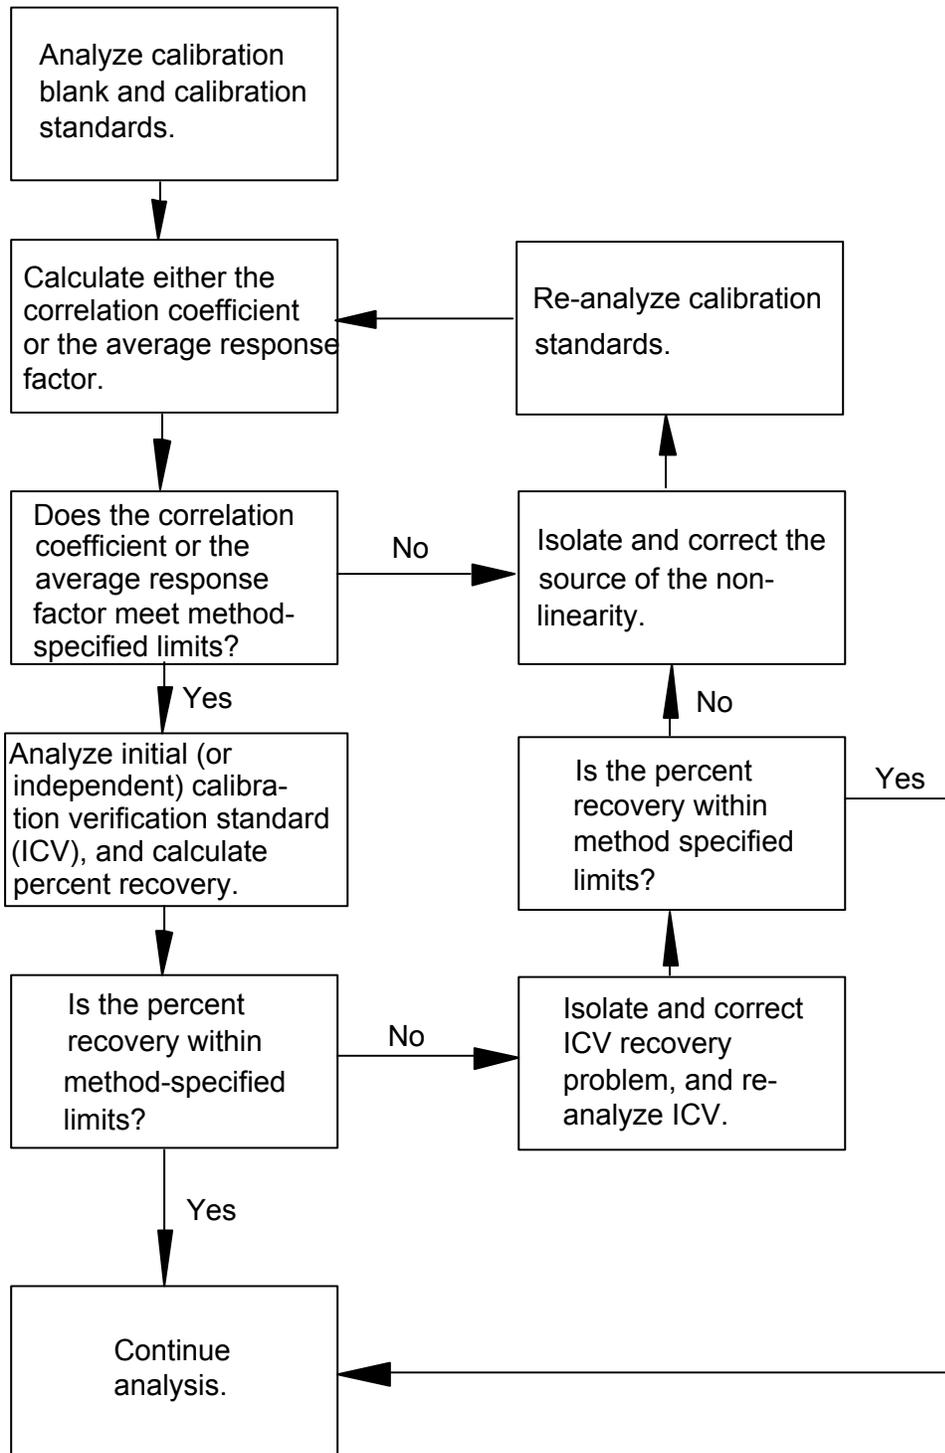 Analyze calibration
blank and calibration
standards.
Calculate either the
correlation coefficient
or the average response
factor.
Re-analyze calibration
standards.
Does the correlation
coefficient or the
average response
factor meet method-
specified limits?
No
Isolate and correct the
source of the non-
linearity.
Yes
No
Analyze initial (or
independent) calibra-
tion verification standard
(ICV), and calculate
percent recovery.
Is the percent
recovery within
method specified
limits?
Yes
Is the percent
recovery within
method-specified
limits?
No
Isolate and correct
ICV recovery
problem, and re-
analyze ICV.
Yes
Continue
analysis.